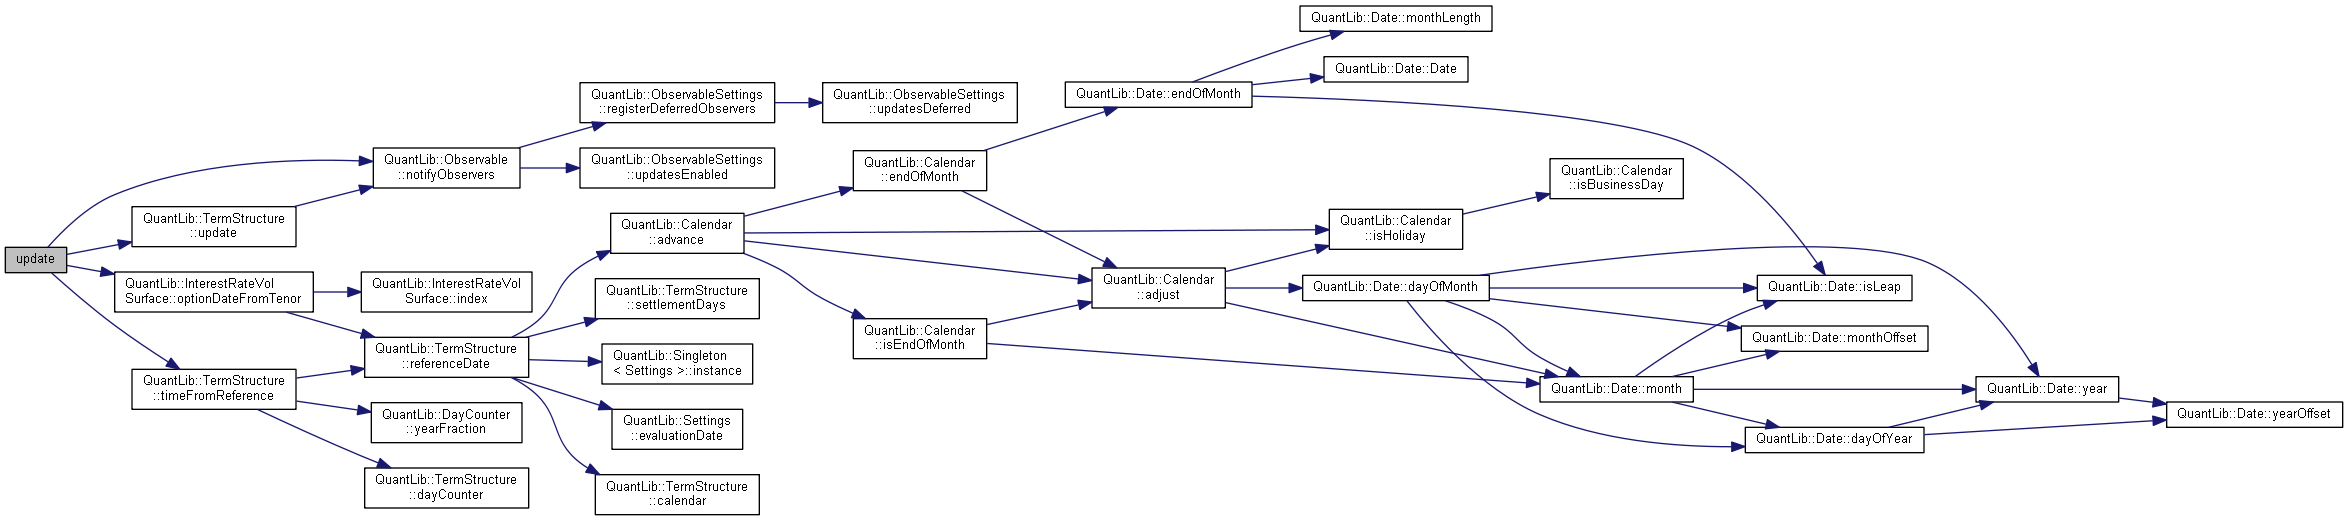 update
QuantLib::Observable
::notifyObservers
QuantLib::TermStructure
::update
QuantLib::InterestRateVol
Surface::optionDateFromTenor
QuantLib::TermStructure
::timeFromReference
QuantLib::ObservableSettings
::registerDeferredObservers
QuantLib::ObservableSettings
::updatesEnabled
QuantLib::ObservableSettings
::updatesDeferred
QuantLib::InterestRateVol
Surface::index
QuantLib::TermStructure
::referenceDate
QuantLib::DayCounter
::yearFraction
QuantLib::TermStructure
::dayCounter
QuantLib::Calendar
::advance
QuantLib::TermStructure
::settlementDays
QuantLib::Singleton
< Settings >::instance
QuantLib::Settings
::evaluationDate
QuantLib::TermStructure
::calendar
QuantLib::Calendar
::endOfMonth
QuantLib::Calendar
::isEndOfMonth
QuantLib::Date::endOfMonth
QuantLib::Calendar
::adjust
QuantLib::Date::monthLength
QuantLib::Date::Date
QuantLib::Calendar
::isHoliday
QuantLib::Calendar
::isBusinessDay
QuantLib::Date::dayOfMonth
QuantLib::Date::month
QuantLib::Date::isLeap
QuantLib::Date::monthOffset
QuantLib::Date::dayOfYear
QuantLib::Date::year
QuantLib::Date::yearOffset